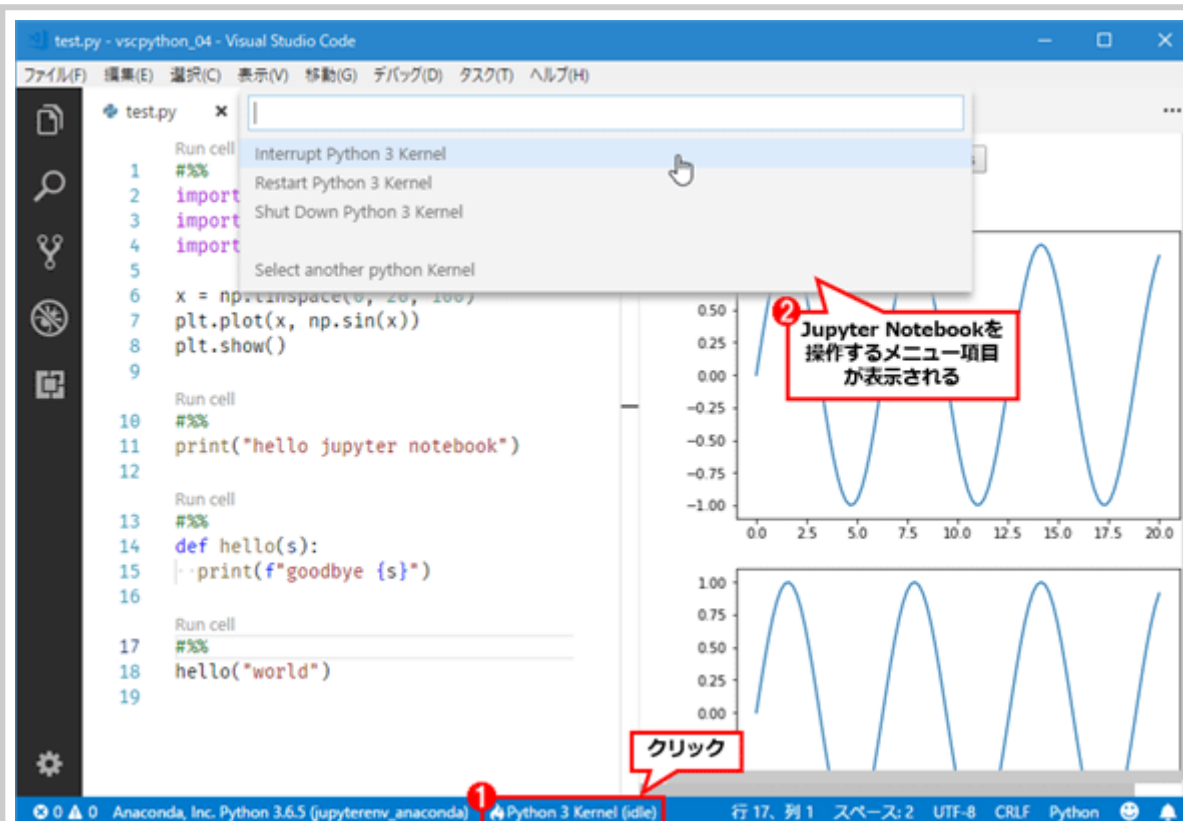 test.py - vscpython_04 - Visual Studio Code
ファイル(F) 編集(E) 選択(C) 表示(V) 移動(G) デバッグ(D) タスク(T) ヘルプ(H)
test.py
Interrupt Python 3 Kernel
Restart Python 3 Kernel
Shut Down Python 3 Kernel
Select another python Kernel
Run cell
1 #%%
2 import
3 import
4 import
5
6 x = np.linspace(0, 20, 100)
7 plt.plot(x, np.sin(x))
8 plt.show()
9
Run cell
10 #%%
11 print("hello jupyter notebook")
12
Run cell
13 #%%
14 def hello(s):
15 ··print(f"goodbye {s}")
16
Run cell
17 #%%
18 hello("world")
19
0.50
0.25
0.00
−0.25
−0.50
−0.75
−1.00
0.0 2.5 5.0 7.5 10.0 12.5 15.0 17.5 20.0
2
Jupyter Notebookを
操作するメニュー項目
が表示される
1.00
0.75
0.50
0.25
0.00
クリック
1
0 0 Anaconda, Inc. Python 3.6.5 (jupyterenv_anaconda) Python 3 Kernel (idle) 行 17、列 1 スペース: 2 UTF-8 CRLF Python